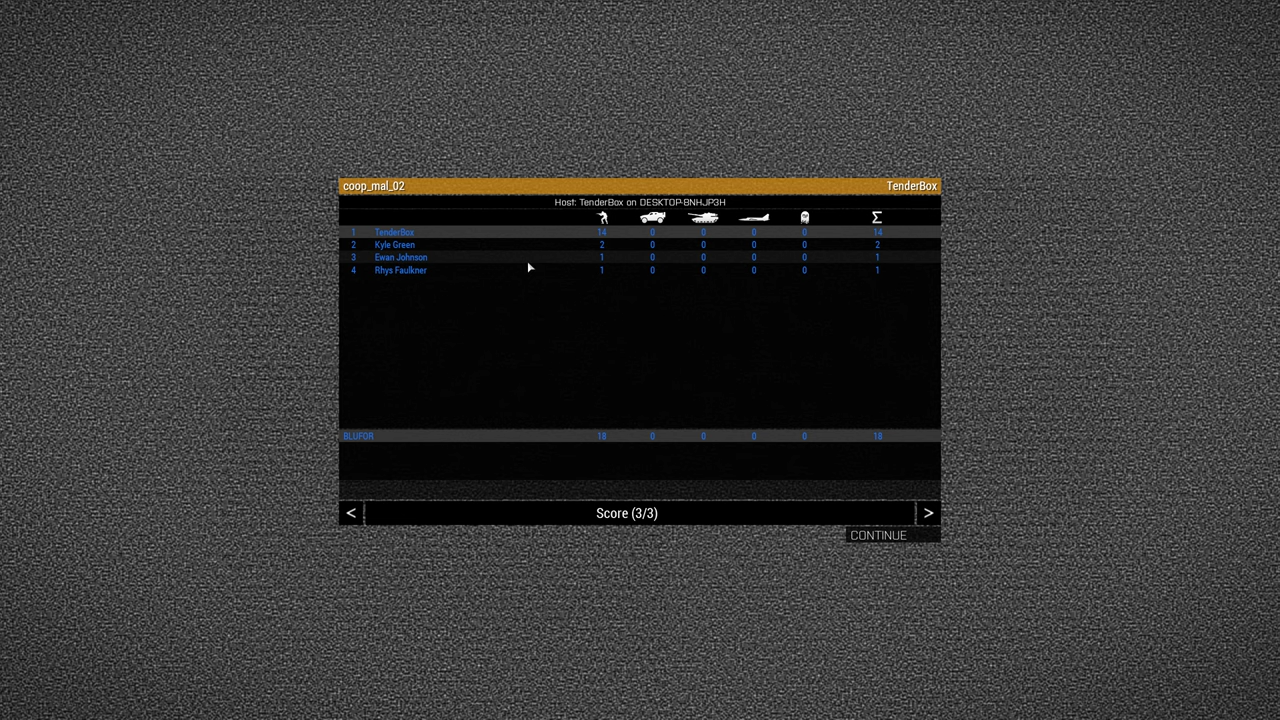 coop_mal_02 TenderBox
Host: TenderBox on DESKTOP-8NHJP3H
Σ
1 TenderBox 14 0 0 0 0 14
2 Kyle Green 2 0 0 0 0 2
3 Ewan Johnson 1 0 0 0 0 1
4 Rhys Faulkner 1 0 0 0 0 1
BLUFOR 18 0 0 0 0 18
< Score (3/3) >
CONTINUE